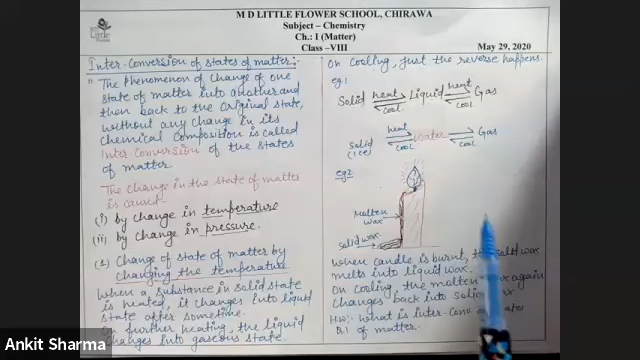 M D LITTLE FLOWER SCHOOL, CHIRAWA
Subject – Chemistry
Ch.: I (Matter)
Class –VIII
May 29, 2020
Inter-Conversion of states of matter:-
The Phenomenon of Change of one
state of matter into another and
then back to the original state,
without any change in its
chemical composition is called
Inter-Conversion of the states
of matter.
The change in the state of matter
is caused-
(i) by change in temperature
(ii) by change in pressure.
(1) Change of state of matter by
changing the temperature
When a substance in solid state
is heated, it changes into liquid
state after sometime.
On further heating, the liquid
changes into gaseous state.
On cooling, just the reverse happens.
eg1
Solid heat cool Liquid heat cool Gas
Solid (Ice) heat cool Water cool Gas
eg2
Molten wax
Solid wax
When candle is burnt, the solid wax
melts into liquid wax.
On cooling, the molten wax again
changes back into solid
H.W:- What is inter-
Q.1 of matter.
Ankit Sharma